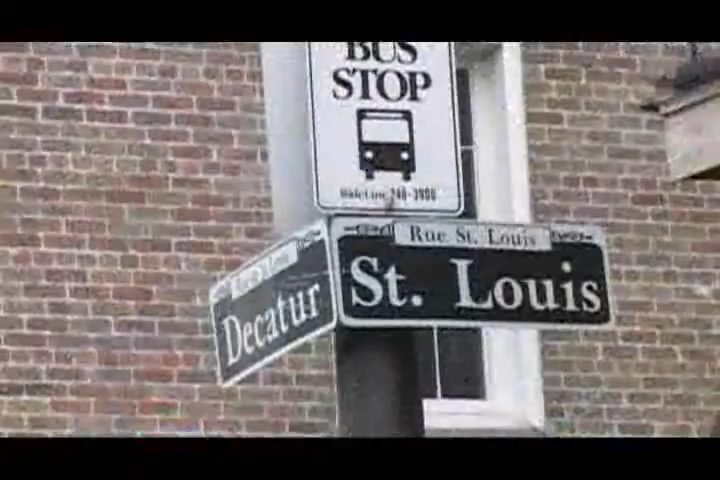 BUS
STOP
Rue St. Louis
St. Louis
Decatur